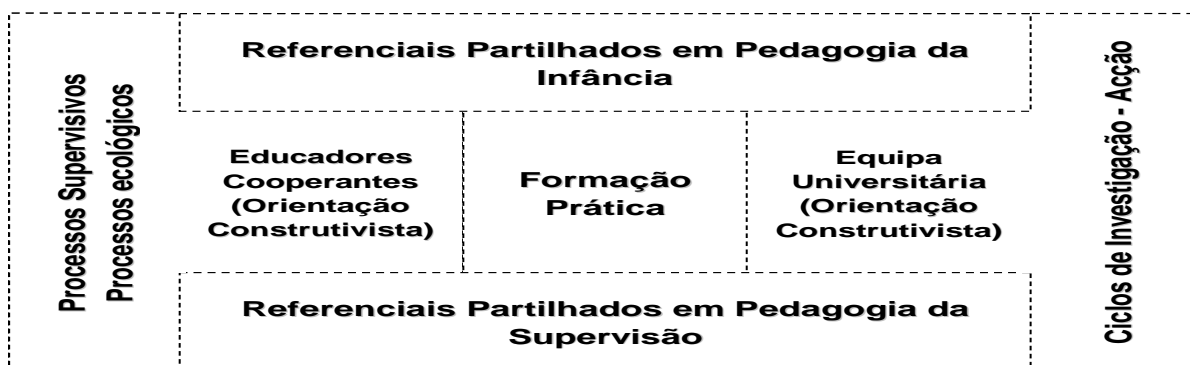 Processos Supervisivos
Processos ecológicos
Referenciais Partilhados em Pedagogia da
Infância
Educadores
Cooperantes
(Orientação
Construtivista)
Formação
Prática
Equipa
Universitária
(Orientação
Construtivista)
Referenciais Partilhados em Pedagogia da
Supervisão
Ciclos de Investigação - Acção